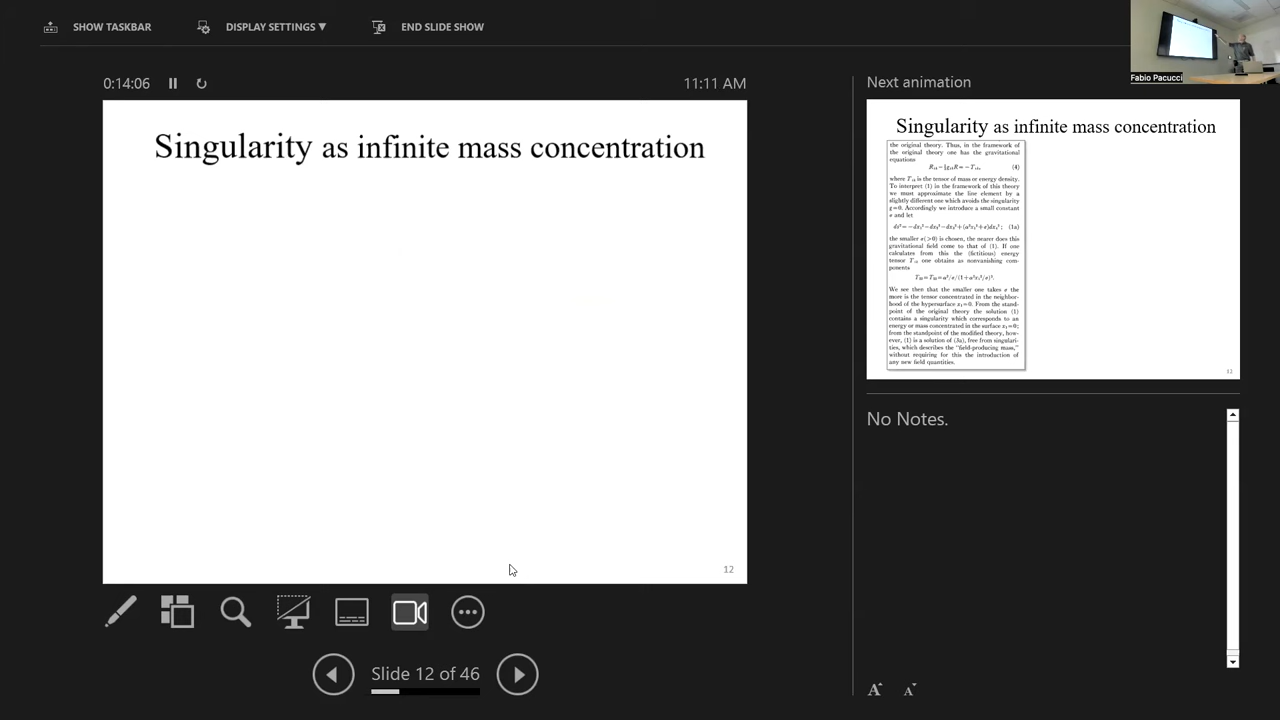 SHOW TASKBAR
DISPLAY SETTINGS ▼
END SLIDE SHOW
Fabio Pacucci
0:14:06
11:11 AM
Singularity as infinite mass concentration
12
Slide 12 of 46
Next animation
Singularity as infinite mass concentration
the original theory. Thus, in the framework of
the original theory one has the gravitational
equations
(4)
where T is the tensor of mass or energy density.
To interpret (1) in the framework of this theory
we must approximate the line element by a
slightly different one which avoids the singularity
g=0. Accordingly we introduce a small constant
σ and let
(1a)
the smaller σ(>0) is chosen, the nearer does this
gravitational field come to that of (1). If one
calculates from this the (fictitious) energy
tensor one obtains as nonvanishing com-
ponents
We see then that the smaller one takes σ the
more is the tensor concentrated in the neighbor-
hood of the hypersurface x₁=0. From the stand-
point of the original theory the solution (1)
contains a singularity which corresponds to an
energy or mass concentrated in the surface x₁=0;
from the standpoint of the modified theory, how-
ever, (1) is a solution of (3a), free from singulari-
ties, which describes the "field-producing mass,"
without requiring for this the introduction of
any new field quantities.
12
No Notes.
A A